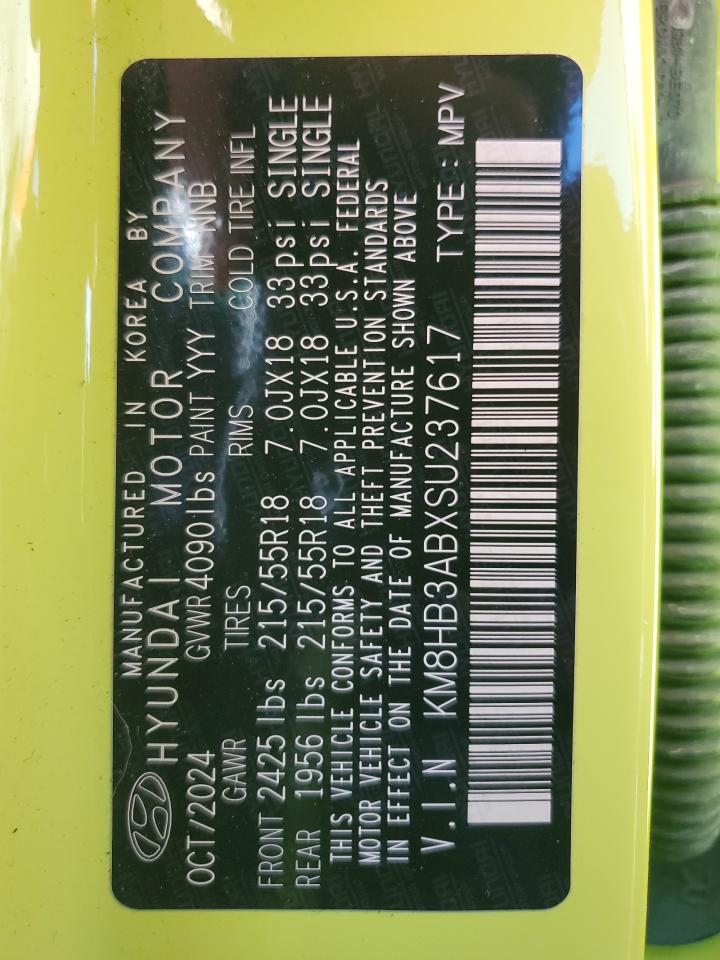 MANUFACTURED IN KOREA BY
HYUNDAI MOTOR COMPANY
OCT/2024 GVWR 4090lbs PAINT YYY TRIM NNB
GAWR TIRES RIMS COLD TIRE INFL
FRONT 2425 lbs 215/55R18 7.0JX18 33psi SINGLE
REAR 1956 lbs 215/55R18 7.0JX18 33psi SINGLE
THIS VEHICLE CONFORMS TO ALL APPLICABLE U.S.A. FEDERAL
MOTOR VEHICLE SAFETY AND THEFT PREVENTION STANDARDS
IN EFFECT ON THE DATE OF MANUFACTURE SHOWN ABOVE
V.I.N KM8HB3ABXSU237617 TYPE : MPV